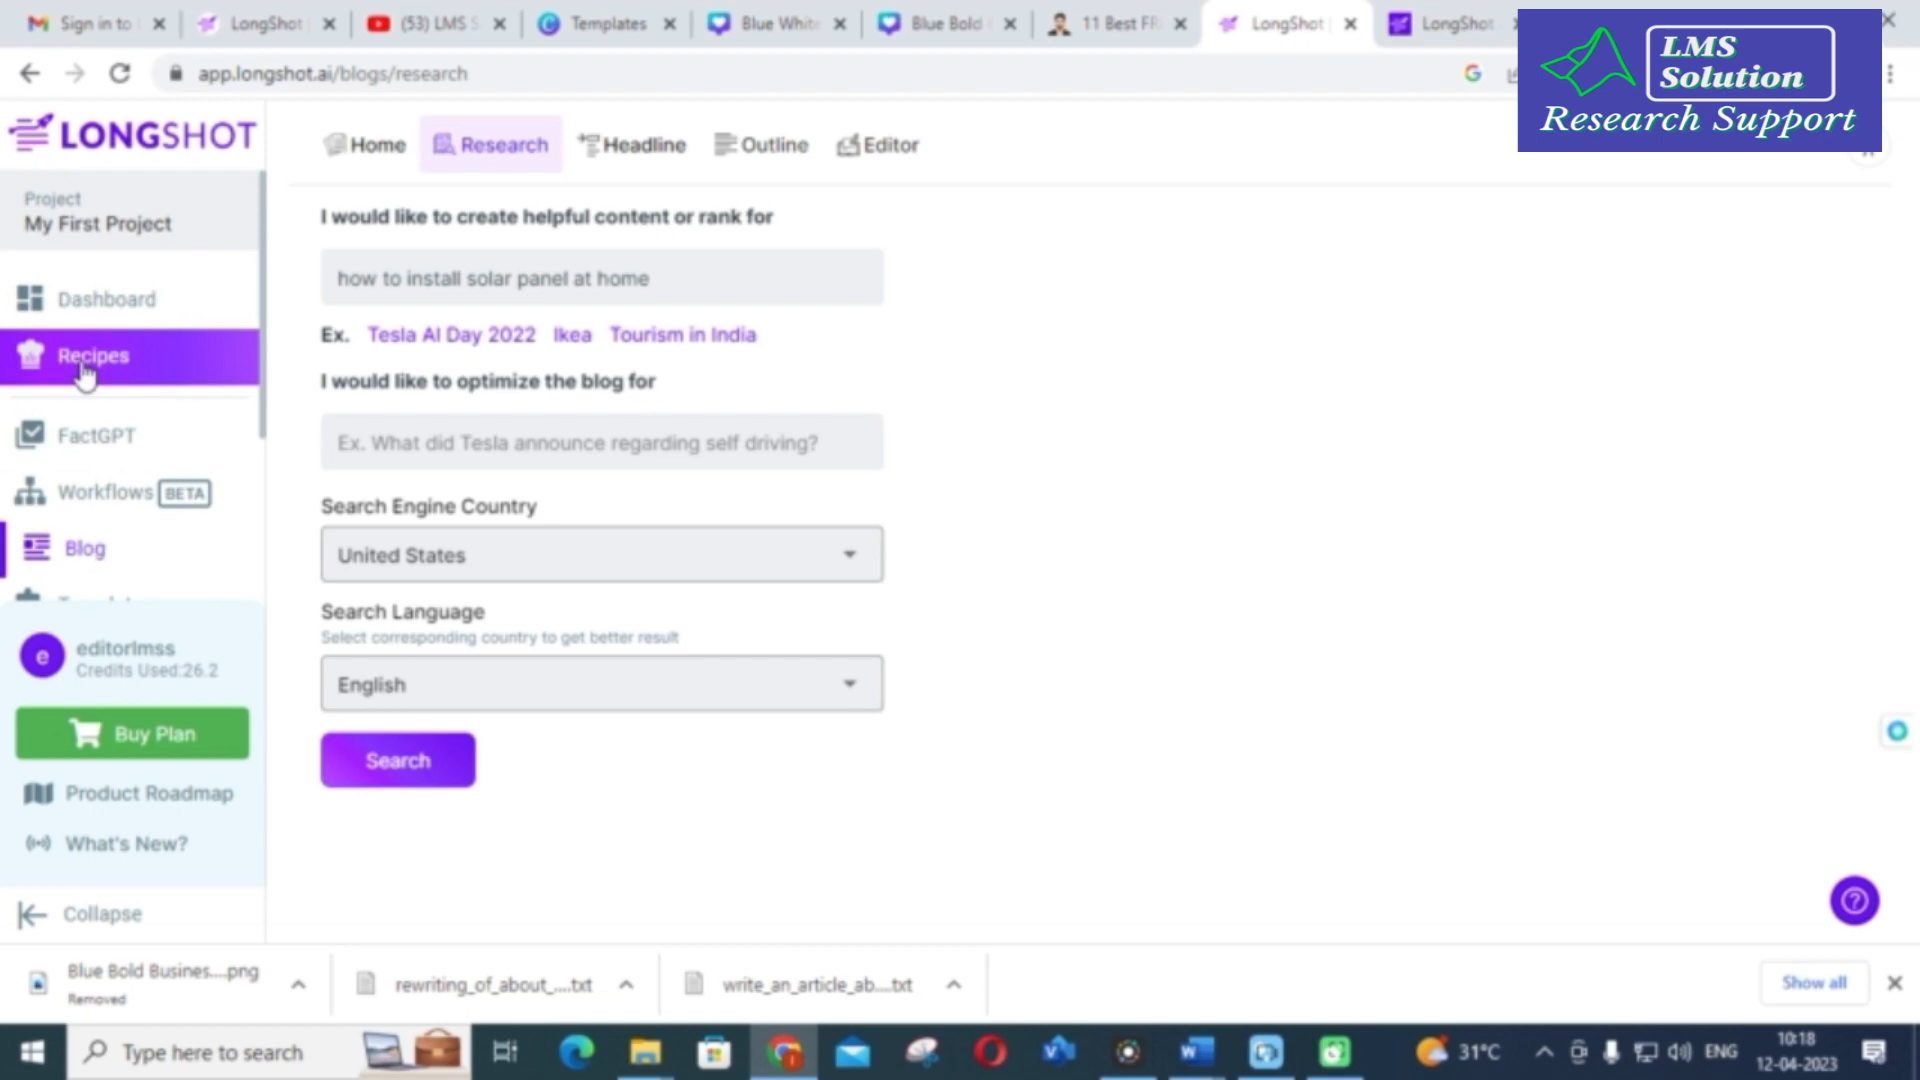 Sign in to
LongShot
(53) LMS S
Templates
Blue White
Blue Bold
11 Best FR
LongShot
LongShot
app.longshot.ai/blogs/research
LMS
Solution
Research Support
LONGSHOT
Home
Research
Headline
Outline
Editor
Project
My First Project
Dashboard
Recipes
FactGPT
Workflows BETA
Blog
I would like to create helpful content or rank for
how to install solar panel at home
Ex. Tesla AI Day 2022 Ikea Tourism in India
I would like to optimize the blog for
Ex. What did Tesla announce regarding self driving?
Search Engine Country
United States
Search Language
Select corresponding country to get better result
English
Search
e
editorlmss
Credits Used:26.2
Buy Plan
Product Roadmap
What's New?
Collapse
Blue Bold Busines....png
Removed
rewriting_of_about_....txt
write_an_article_ab....txt
Show all
Type here to search
31°C
ENG
10:18
12-04-2023